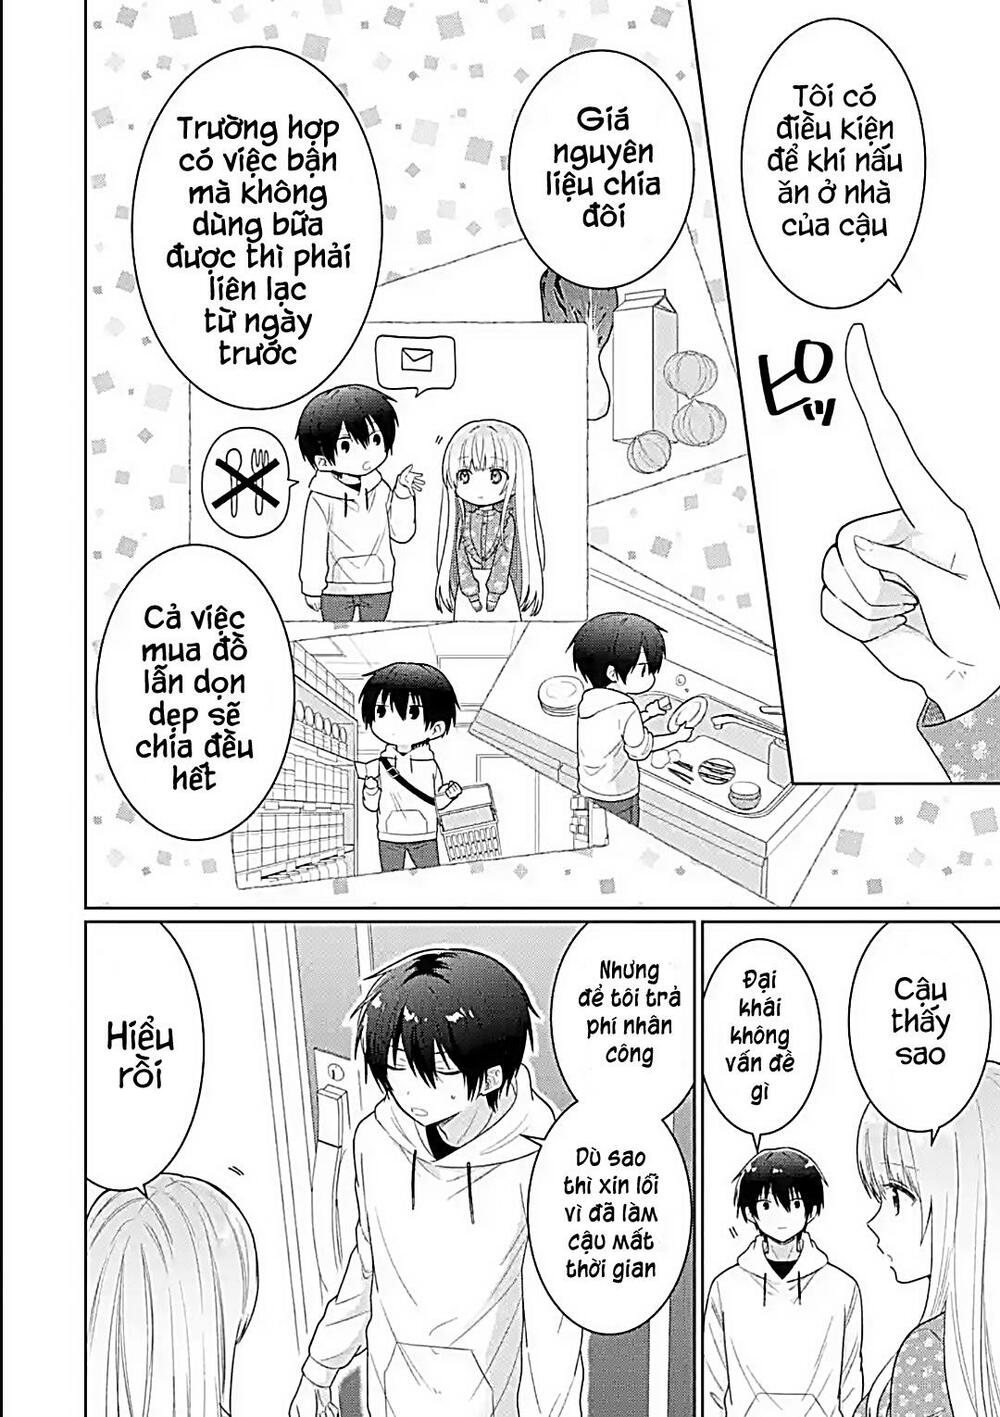 Tôi có
điều kiện
để khi nấu
ăn ở nhà
của cậu
ピッ
Giá
nguyên
liệu chia
đôi
Trường hợp
có việc bận
mà không
dùng bữa
được thì phải
liên lạc
từ ngày
trước
Cả việc
mua đồ
lẫn dọn
dẹp sẽ
chia đều
hết
Cậu
thấy
sao
Đại
khái
không
vấn đề
gì
Nhưng
để tôi trả
phí nhân
công
Dù sao
thì xin lỗi
vì đã làm
cậu mất
thời gian
Hiểu
rồi